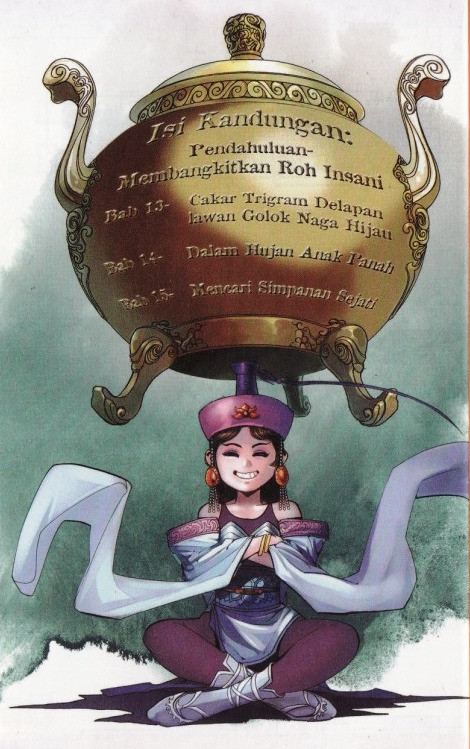 Isi Kandungan:
Pendahuluan-
Membangkitkan Roh Insani
Bab 13- Cakar Trigram Delapan
lawan Golok Naga Hijau
Bab 14- Dalam Hujan Anak Panah
Bab 15- Mencari Simpanan Sejati